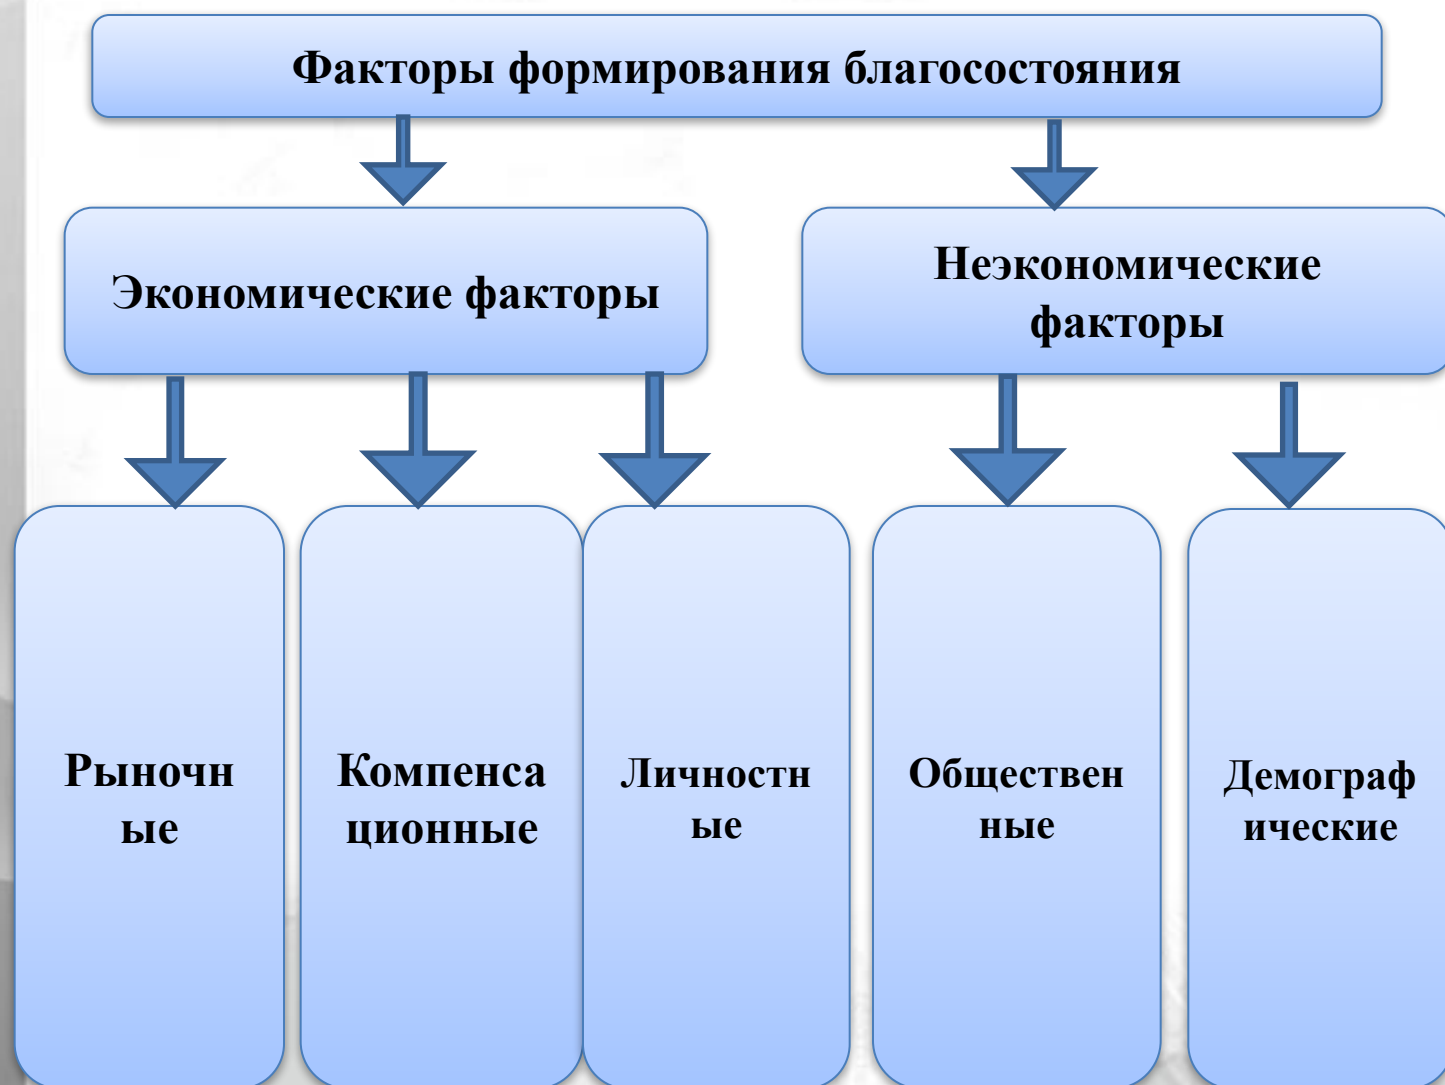 Факторы формирования благосостояния
Экономические факторы
Неэкономические
факторы
Рыночн
ые
Компенса
ционные
Личностн
ые
Обществен
ные
Демограф
ические